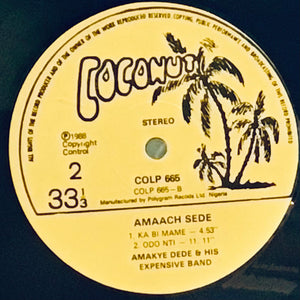 ALL RIGHTS OF THE RECORD PRODUCER AND OF THE OWNER OF THE WORK REPRODUCED RESERVED. COPYING, PUBLIC PERFORMANCE AND BROADCASTING OF THIS RECORD
COCONUT
STEREO
℗1988
Copyright
Control
2
33 1/3
COLP 665
COLP 665 – B
Manufactured by Polygram Records Ltd. Nigeria
AMAACH SEDE
1. KA BI MAME — 4.53"
2. ODO NTI — 11. 11"
AMAKYE DEDE & HIS
EXPENSIVE BAND